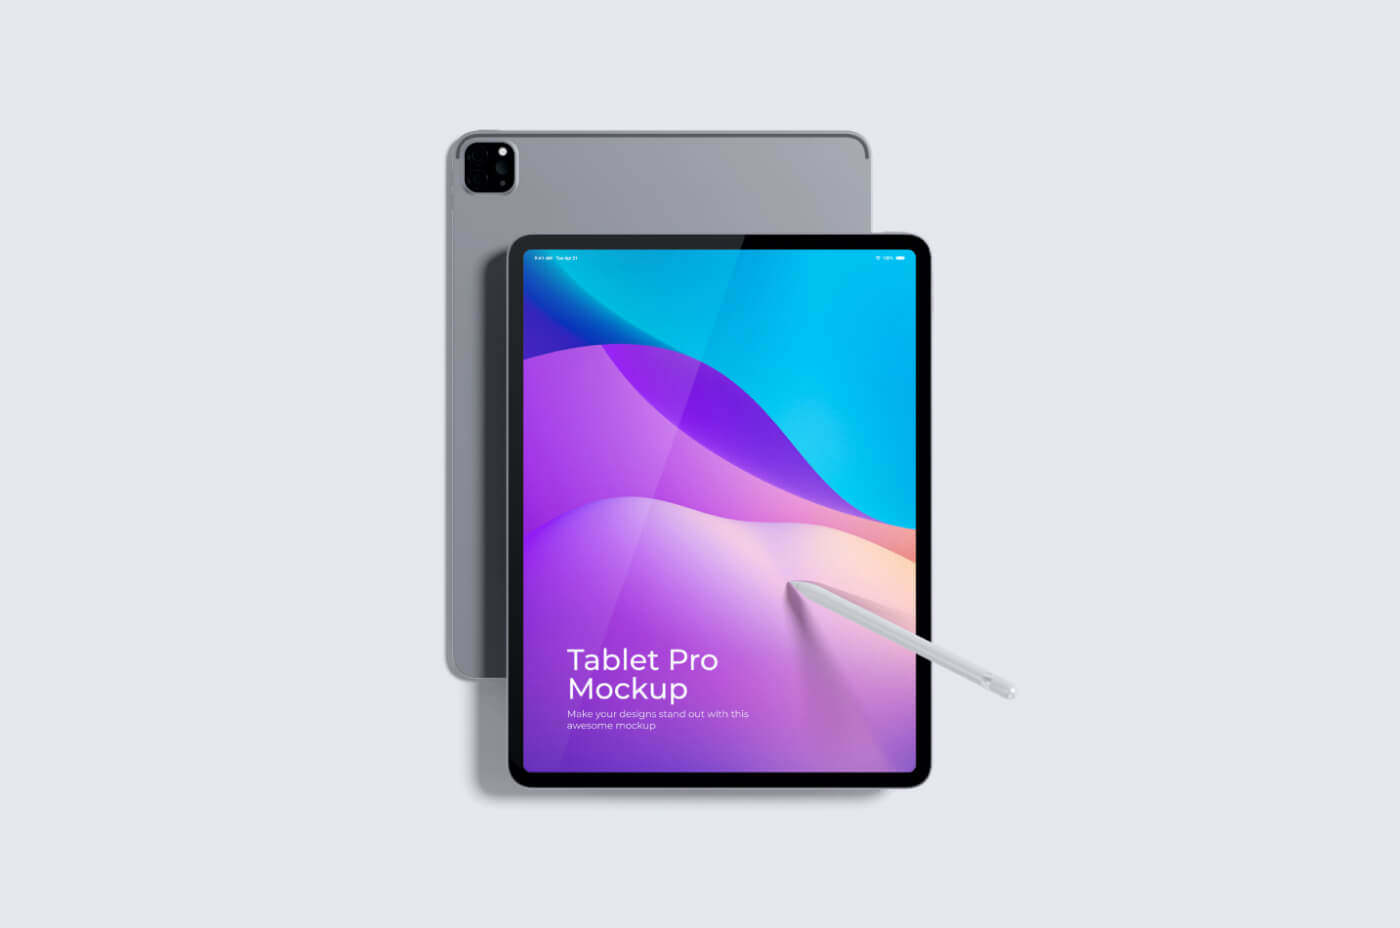 9:41 AM Tue Apr 21
100%
Tablet Pro
Mockup
Make your designs stand out with this
awesome mockup